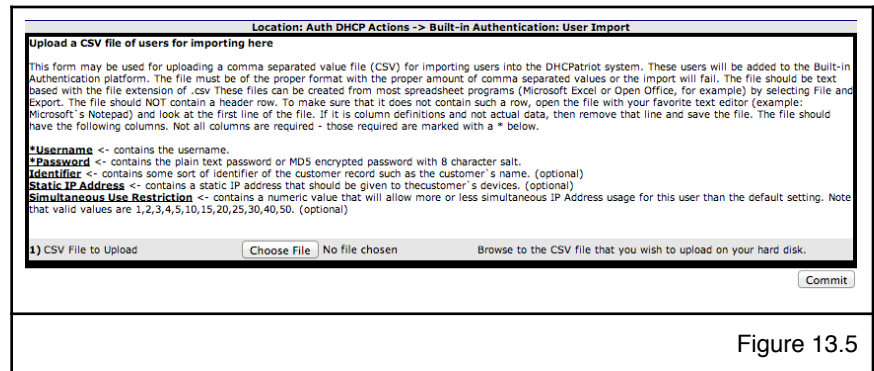 Location: Auth DHCP Actions -> Built-in Authentication: User Import
Upload a CSV file of users for importing here
This form may be used for uploading a comma separated value file (CSV) for importing users into the DHCPatriot system. These users will be added to the Built-in
Authentication platform. The file must be of the proper format with the proper amount of comma separated values or the import will fail. The file should be text
based with the file extension of .csv These files can be created from most spreadsheet programs (Microsoft Excel or Open Office, for example) by selecting File and
Export. The file should NOT contain a header row. To make sure that it does not contain such a row, open the file with your favorite text editor (example:
Microsoft`s Notepad) and look at the first line of the file. If it is column definitions and not actual data, then remove that line and save the file. The file should
have the following columns. Not all columns are required - those required are marked with a * below.
*Username <- contains the username.
*Password <- contains the plain text password or MD5 encrypted password with 8 character salt.
Identifier <- contains some sort of identifier of the customer record such as the customer`s name. (optional)
Static IP Address <- contains a static IP address that should be given to thecustomer`s devices. (optional)
Simultaneous Use Restriction <- contains a numeric value that will allow more or less simultaneous IP Address usage for this user than the default setting. Note
that valid values are 1,2,3,4,5,10,15,20,25,30,40,50. (optional)
1) CSV File to Upload Choose File No file chosen Browse to the CSV file that you wish to upload on your hard disk.
Commit
Figure 13.5